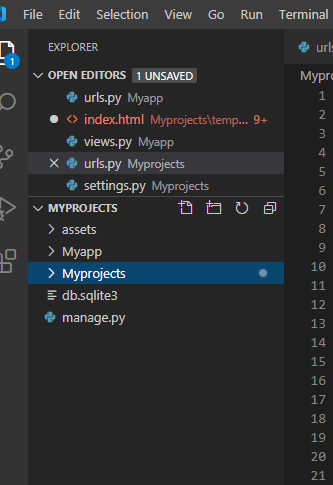 File Edit Selection View Go Run Terminal
EXPLORER
urls
OPEN EDITORS 1 UNSAVED
urls.py Myapp
index.html Myprojects\temp... 9+
views.py Myapp
urls.py Myprojects
settings.py Myprojects
MYPROJECTS
assets
Myapp
Myprojects
db.sqlite3
manage.py
1
Mypro
1
2
3
4
5
6
7
8
9
10
11
12
13
14
15
16
17
18
19
20
21